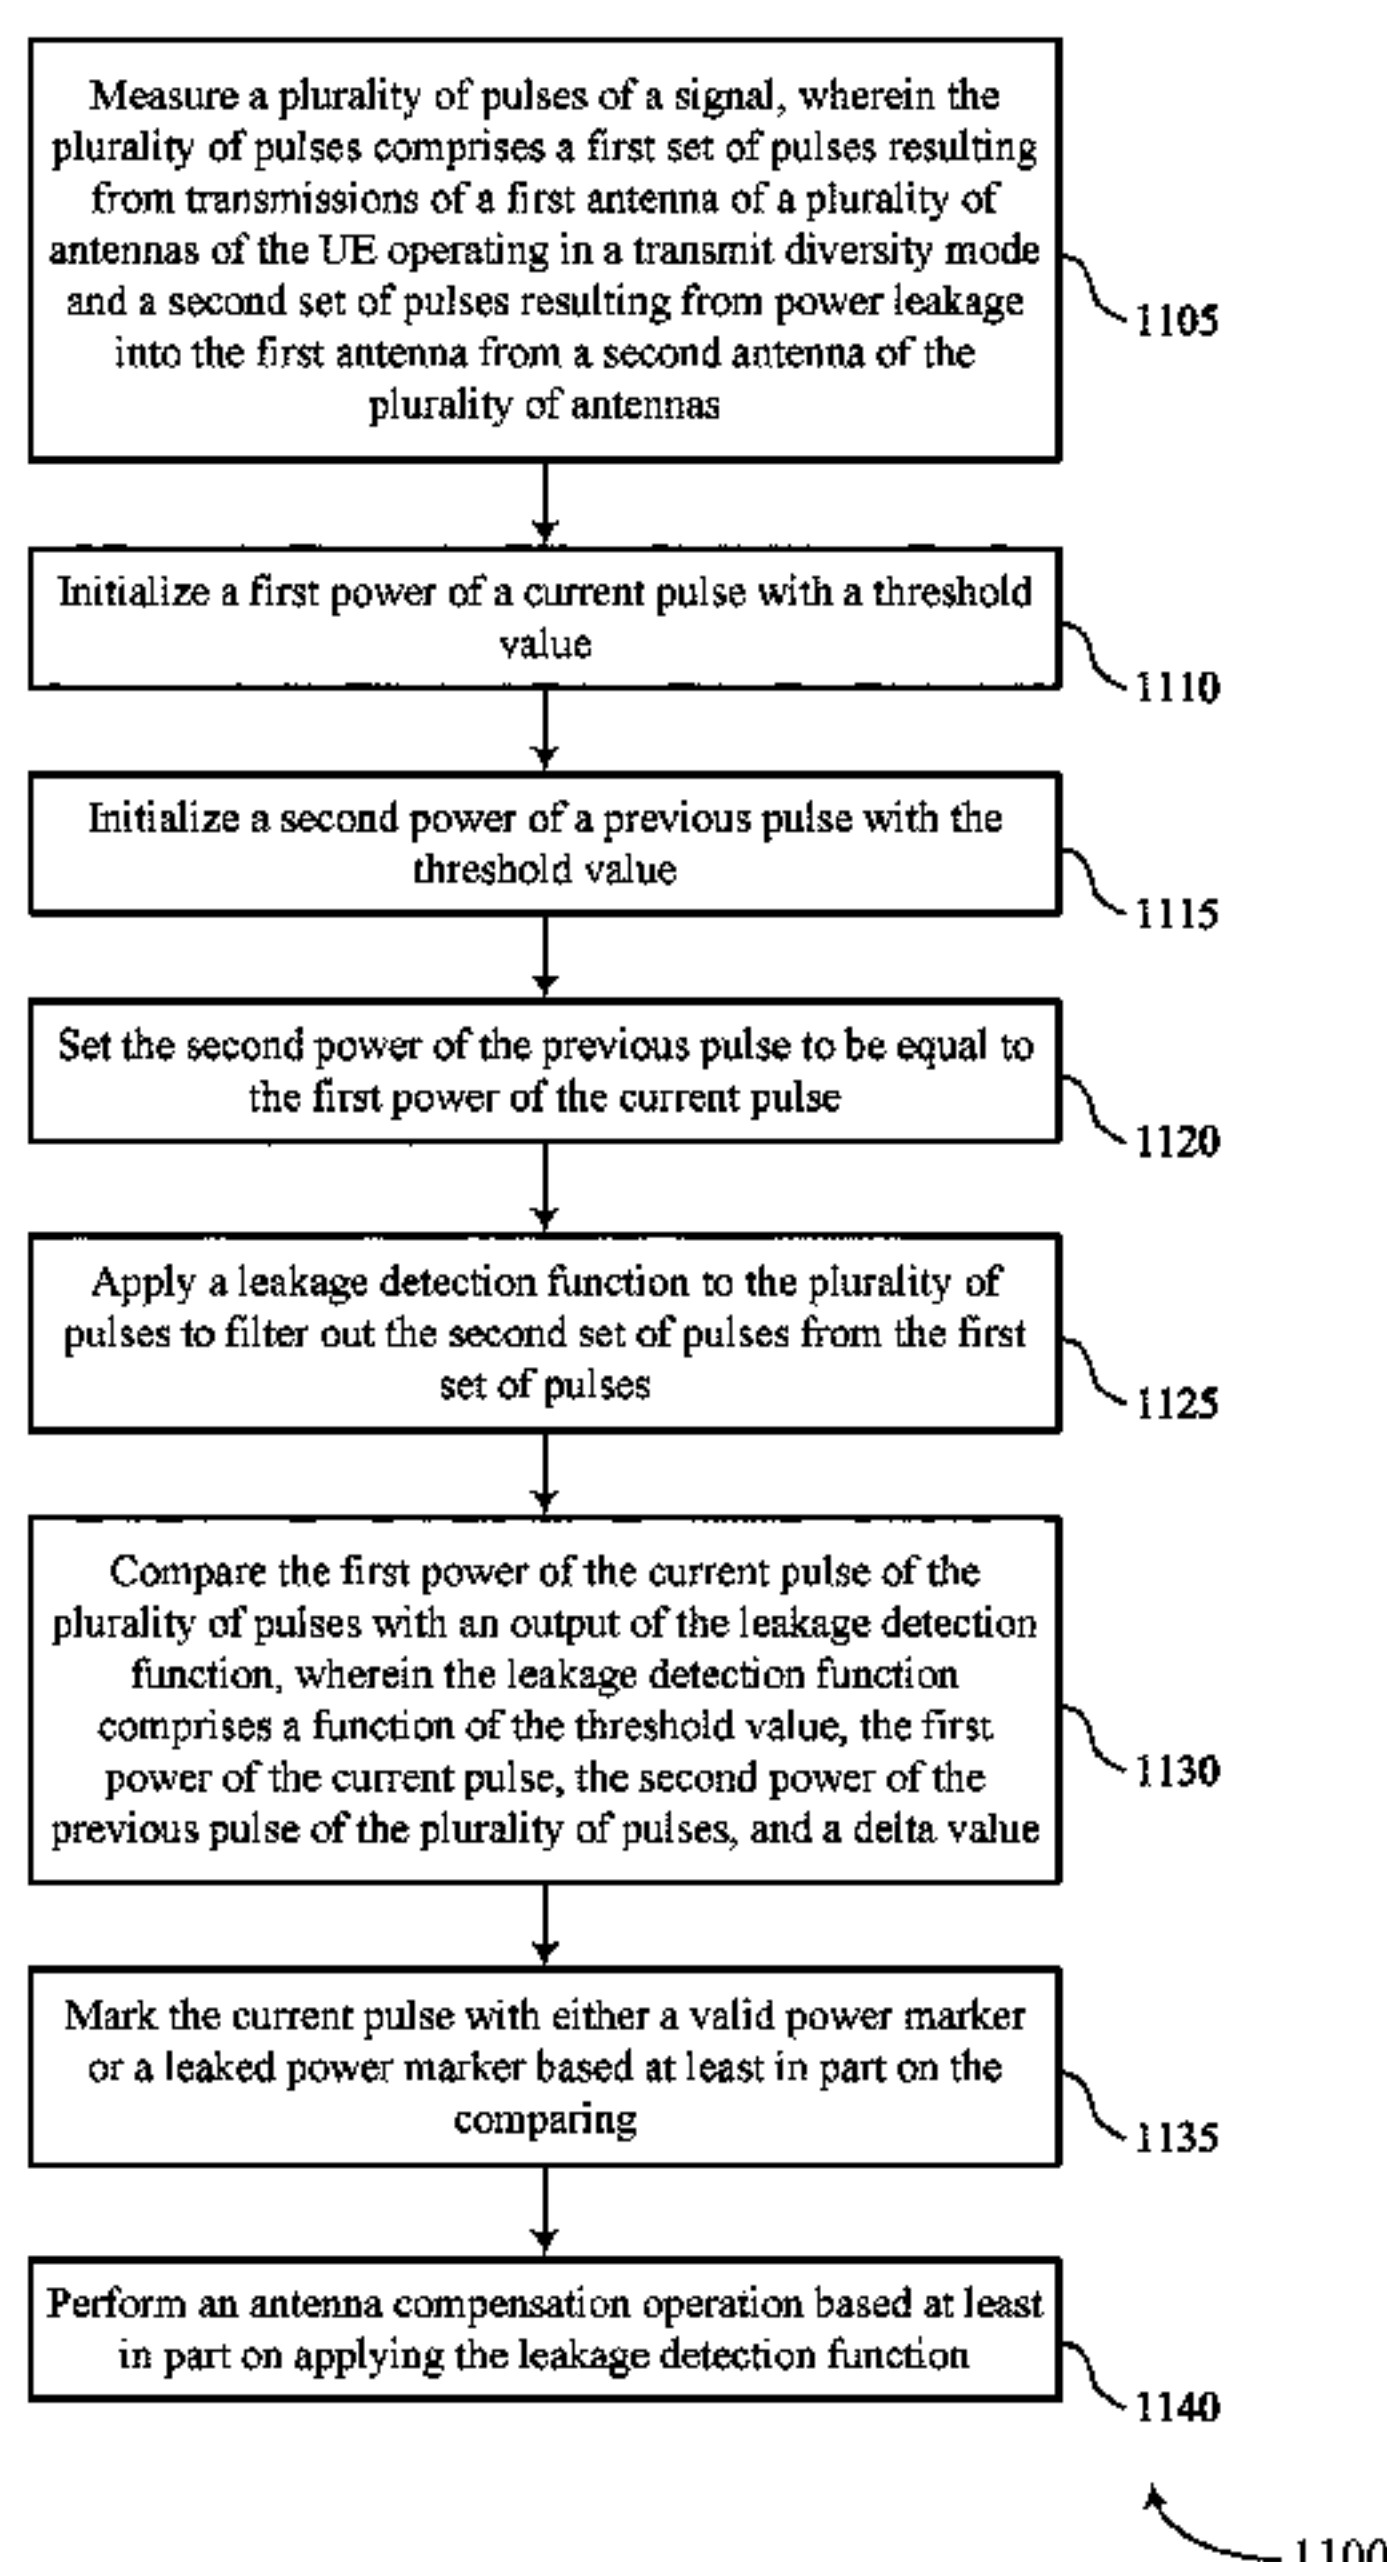 Measure a plurality of pulses of a signal, wherein the
plurality of pulses comprises a first set of pulses resulting
from transmissions of a first antenna of a plurality of
antennas of the UE operating in a transmit diversity mode
and a second set of pulses resulting from power leakage
into the first antenna from a second antenna of the
plurality of antennas
1105
Initialize a first power of a current pulse with a threshold
value
1110
Initialize a second power of a previous pulse with the
threshold value
1115
Set the second power of the previous pulse to be equal to
the first power of the current pulse
1120
Apply a leakage detection function to the plurality of
pulses to filter out the second set of pulses from the first
set of pulses
1125
Compare the first power of the current pulse of the
plurality of pulses with an output of the leakage detection
function, wherein the leakage detection function
comprises a function of the threshold value, the first
power of the current pulse, the second power of the
previous pulse of the plurality of pulses, and a delta value
1130
Mark the current pulse with either a valid power marker
or a leaked power marker based at least in part on the
comparing
1135
Perform an antenna compensation operation based at least
in part on applying the leakage detection function
1140
1100